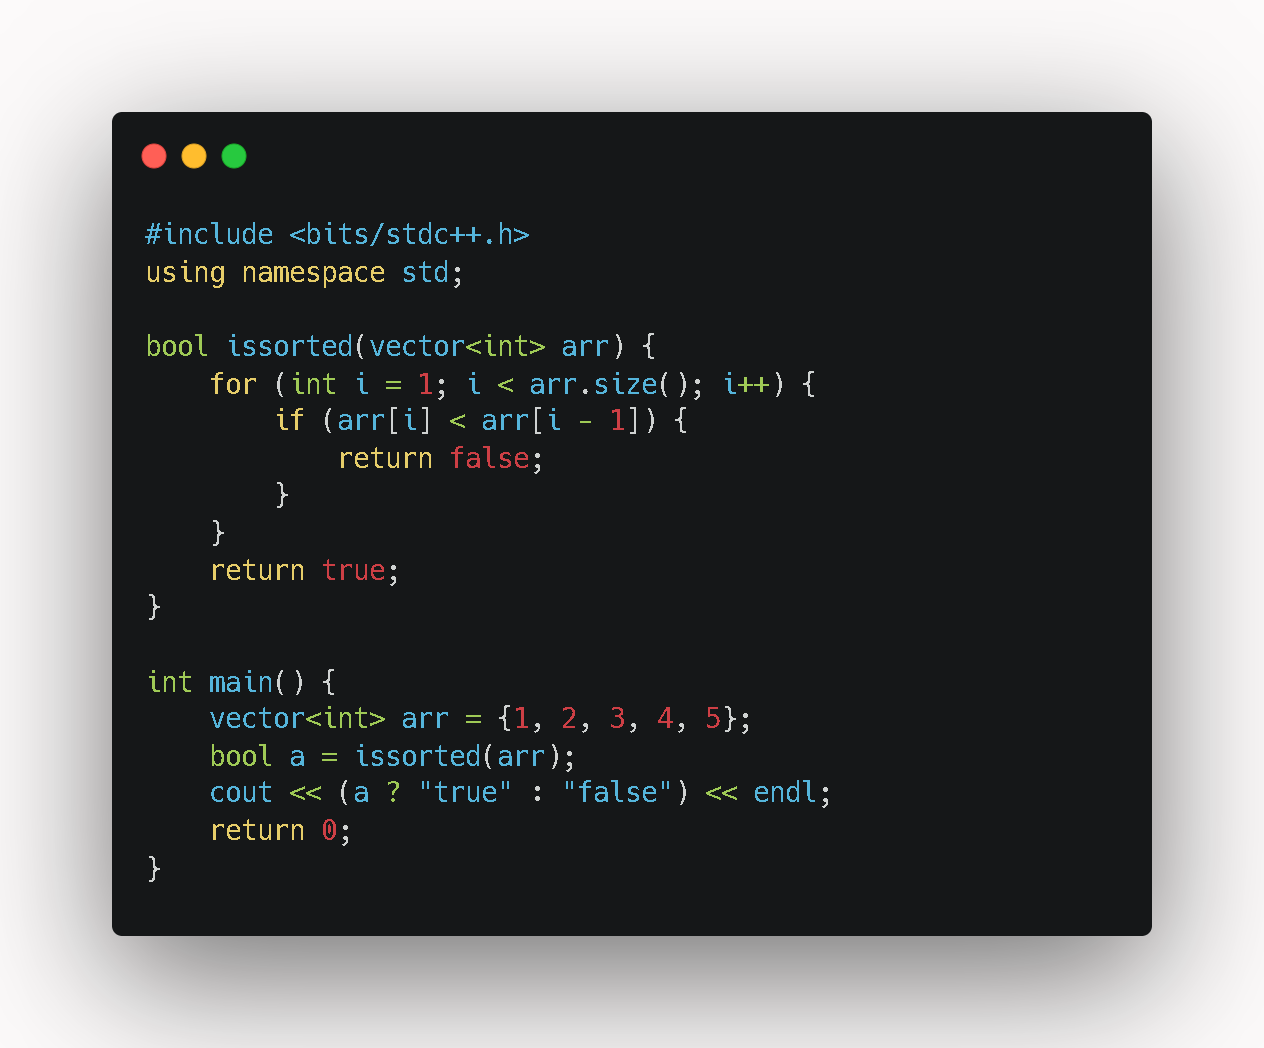 #include <bits/stdc++.h>
using namespace std;

bool issorted(vector<int> arr) {
    for (int i = 1; i < arr.size(); i++) {
        if (arr[i] < arr[i - 1]) {
            return false;
        }
    }
    return true;
}

int main() {
    vector<int> arr = {1, 2, 3, 4, 5};
    bool a = issorted(arr);
    cout << (a ? "true" : "false") << endl;
    return 0;
}